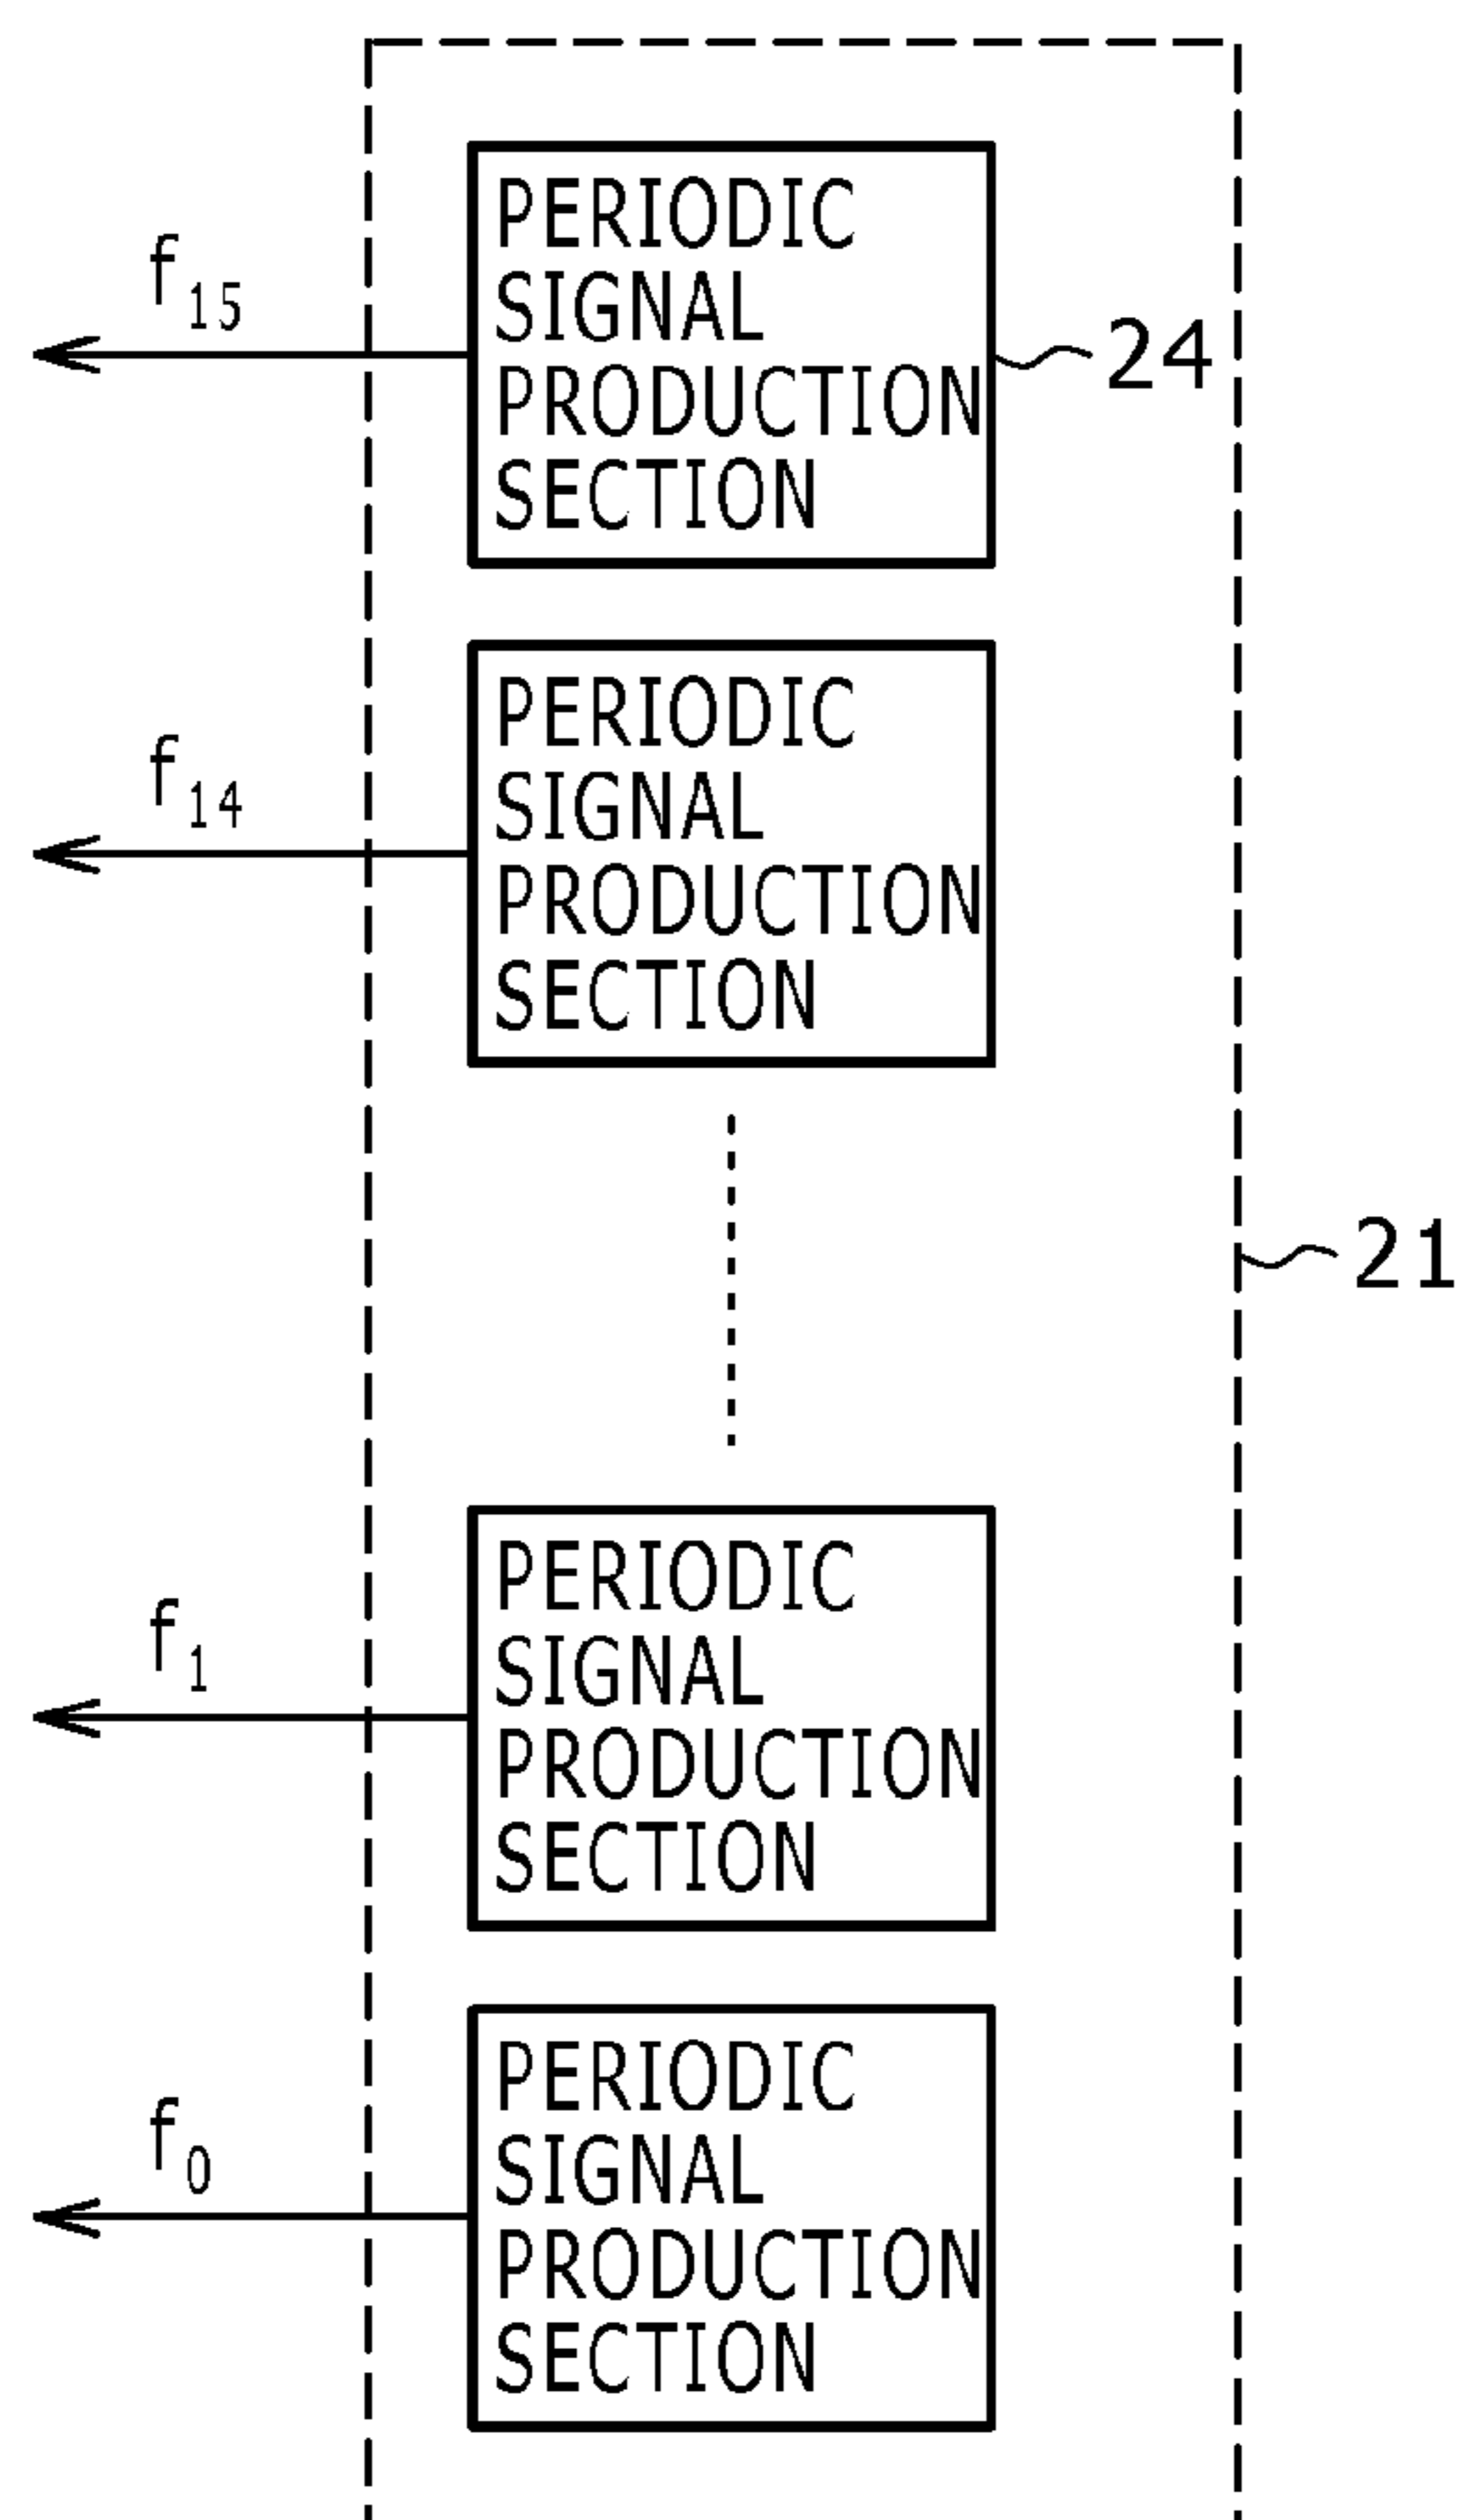 PERIODIC
SIGNAL
PRODUCTION
SECTION
f15
24
PERIODIC
SIGNAL
PRODUCTION
SECTION
f14
21
PERIODIC
SIGNAL
PRODUCTION
SECTION
f1
PERIODIC
SIGNAL
PRODUCTION
SECTION
f0